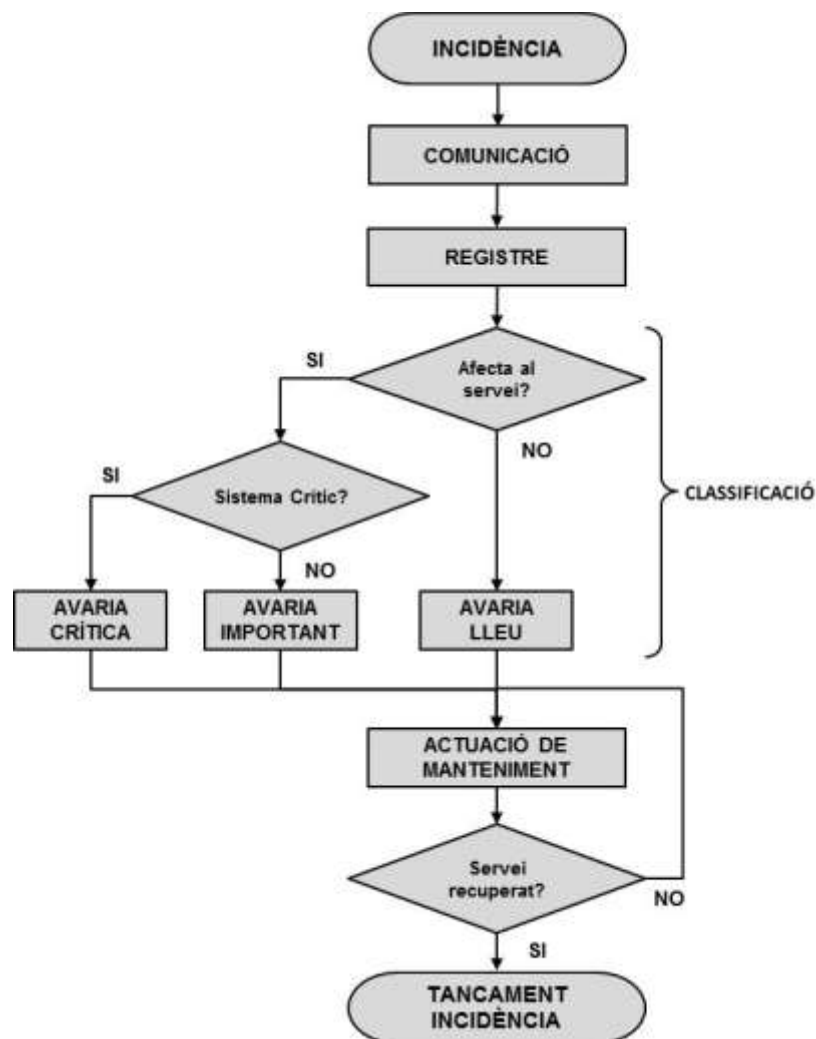 INCIDÈNCIA
COMUNICACIÓ
REGISTRE
SI
Afecta al
servei?
NO
SI
Sistema Crític?
CLASSIFICACIÓ
NO
AVARIA
CRÍTICA
AVARIA
IMPORTANT
AVARIA
LLEU
ACTUACIÓ DE
MANTENIMENT
Servei
recuperat?
NO
SI
TANCAMENT
INCIDÈNCIA